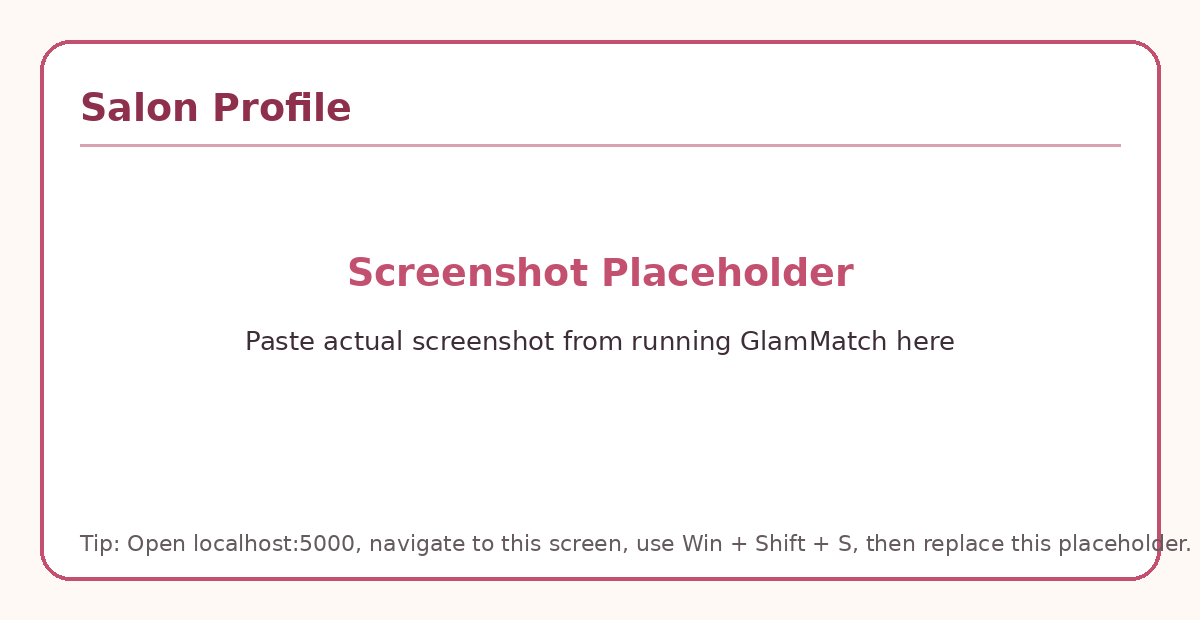 Salon Profile
Screenshot Placeholder
Paste actual screenshot from running GlamMatch here
Tip: Open localhost:5000, navigate to this screen, use Win + Shift + S, then replace this placeholder.